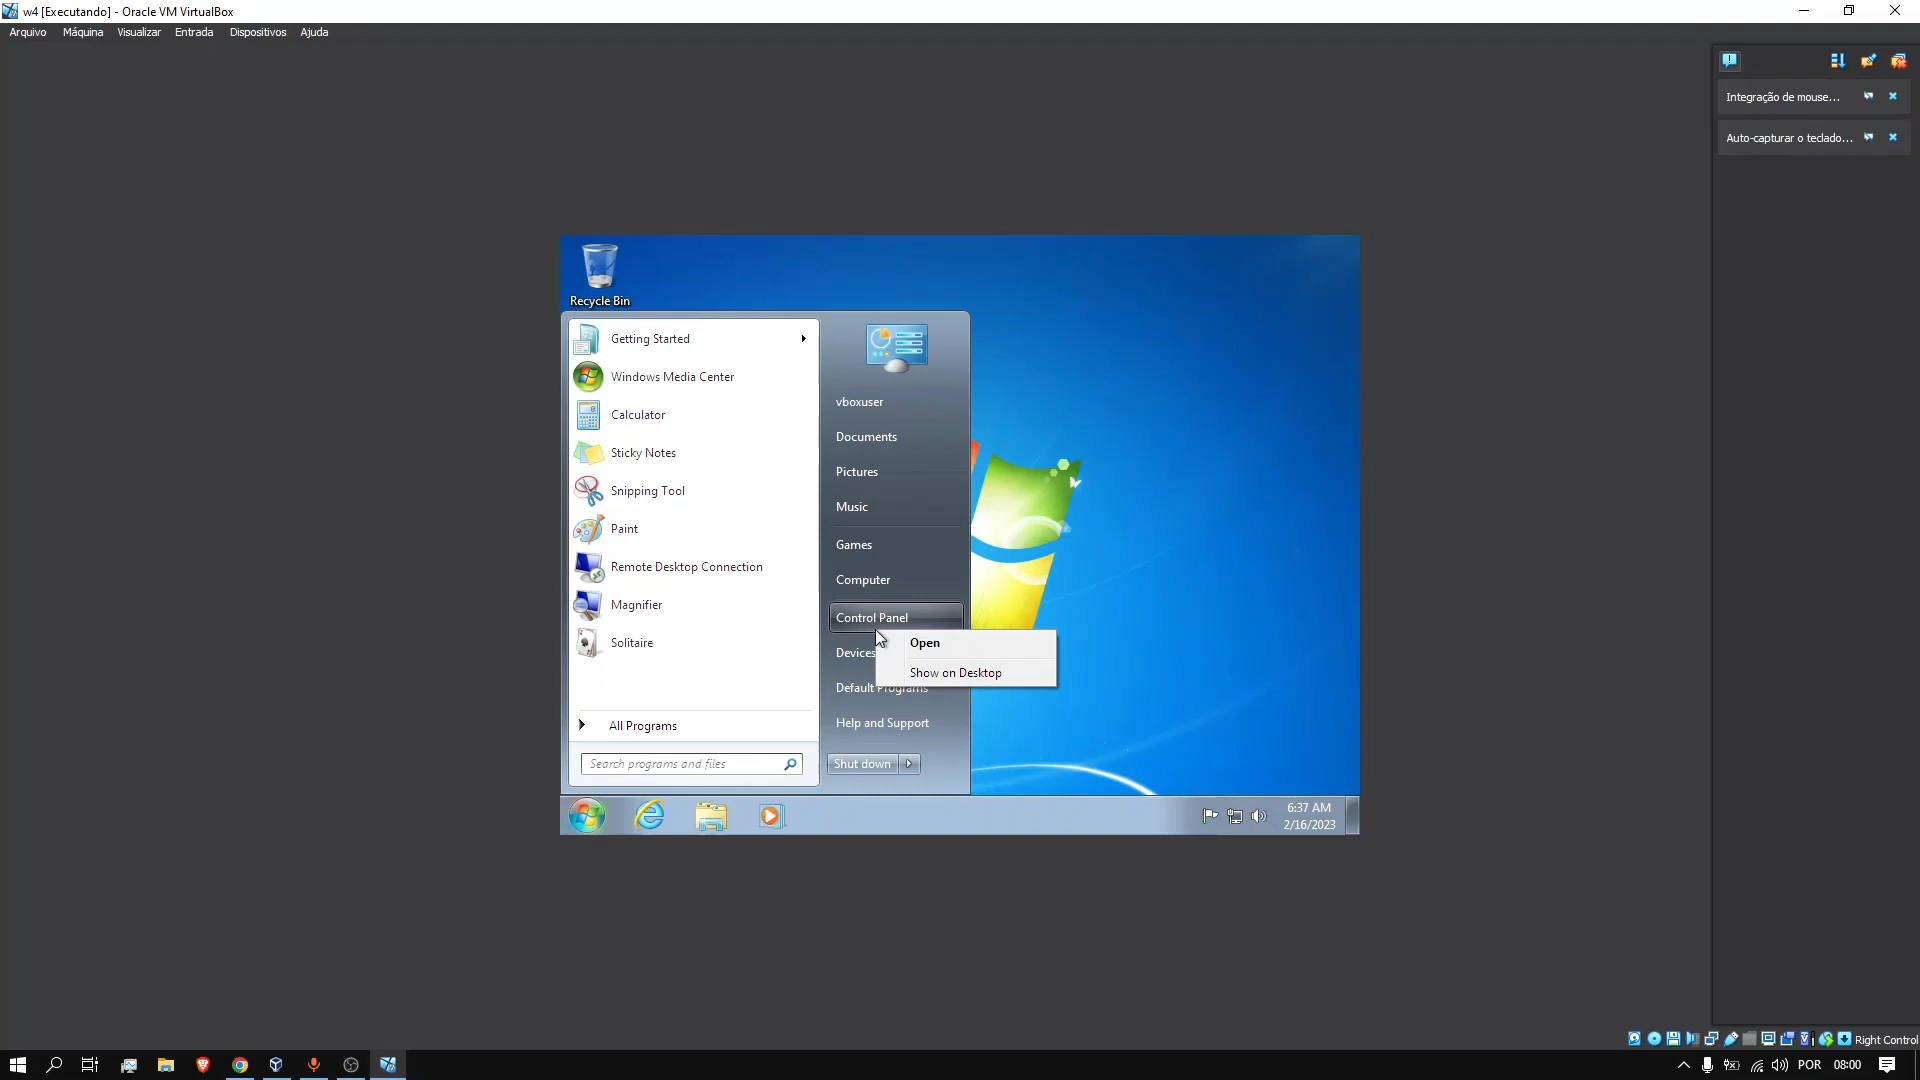 w4 [Executando] - Oracle VM VirtualBox
Arquivo Máquina Visualizar Entrada Dispositivos Ajuda
Integração de mouse...
Auto-capturar o teclado...
Recycle Bin
Getting Started
Windows Media Center
Calculator
Sticky Notes
Snipping Tool
Paint
Remote Desktop Connection
Magnifier
Solitaire
All Programs
Search programs and files
vboxuser
Documents
Pictures
Music
Games
Computer
Control Panel
Devices
Default Programs
Help and Support
Shut down
Open
Show on Desktop
6:37 AM
2/16/2023
Right Control
POR 08:00